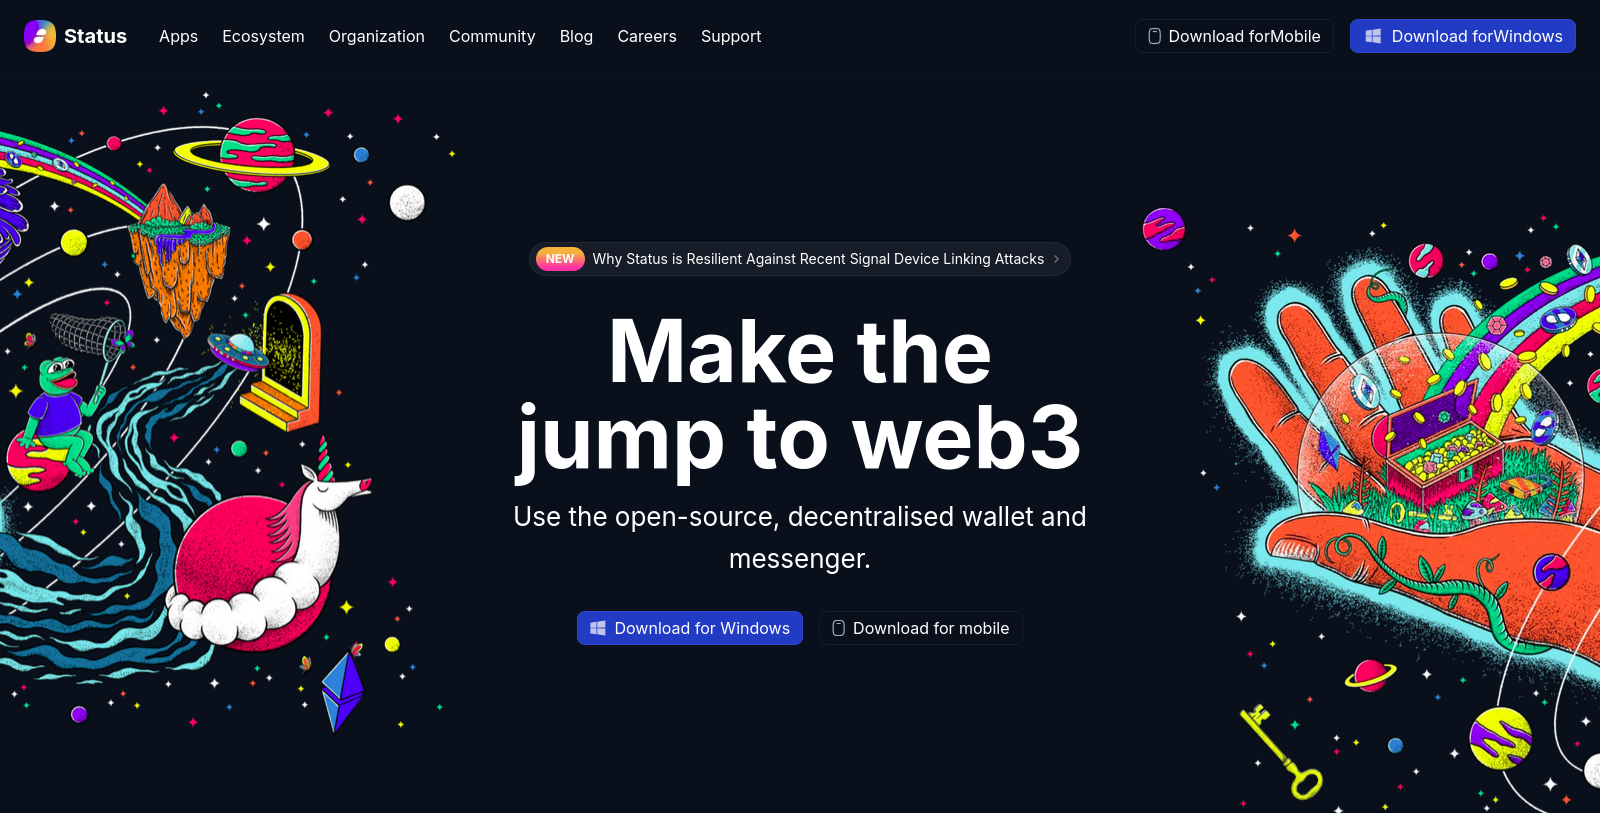 Status
Apps
Ecosystem
Organization
Community
Blog
Careers
Support
Download forMobile
Download forWindows
NEW Why Status is Resilient Against Recent Signal Device Linking Attacks
Make the
jump to web3
Use the open-source, decentralised wallet and
messenger.
Download for Windows
Download for mobile